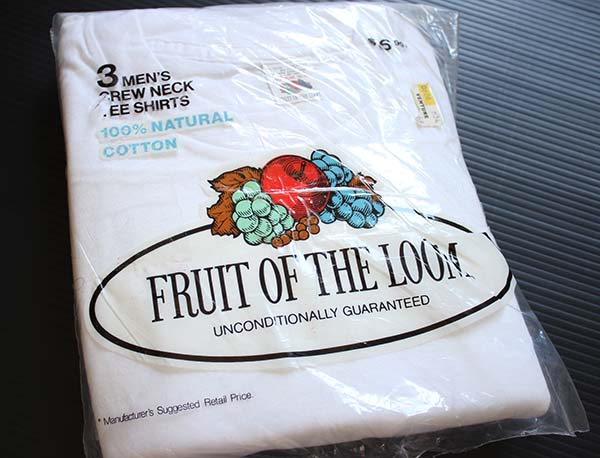 3 MEN'S
CREW NECK
TEE SHIRTS
100% NATURAL
COTTON
$6
FRUIT OF THE LOOM
UNCONDITIONALLY GUARANTEED
* Manufacturer's Suggested Retail Price.